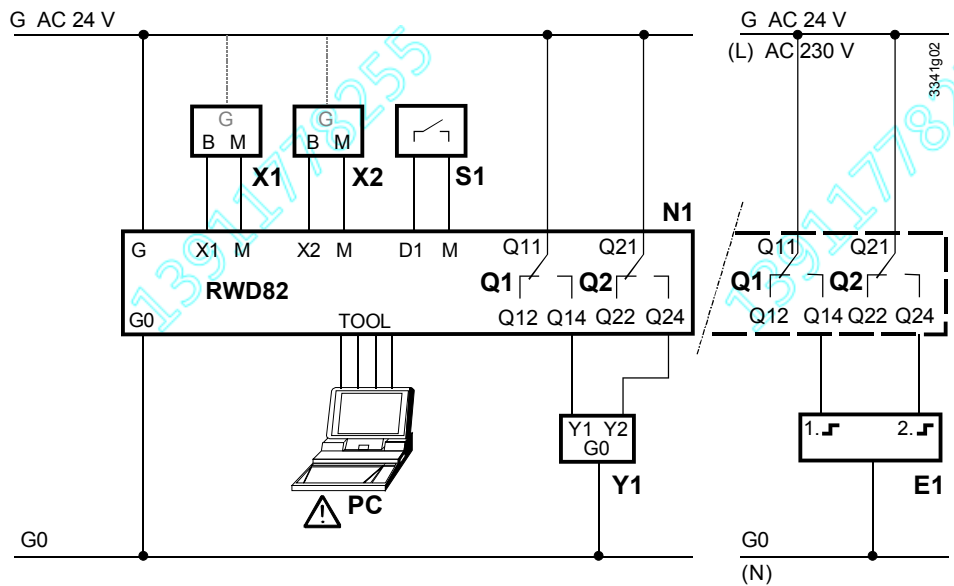 G AC 24 V
G AC 24 V
(L) AC 230 V
3341g02
G
B M
X1
G
B M
X2
S1
N1
G X1 M X2 M D1 M Q11 Q21
Q11 Q21
RWD82
Q1 Q2
Q1 Q2
G0 TOOL Q12 Q14 Q22 Q24
Q12 Q14 Q22 Q24
Y1 Y2
G0
Y1
1. 2.
E1
PC
G0
G0
(N)
13911778255
139117782